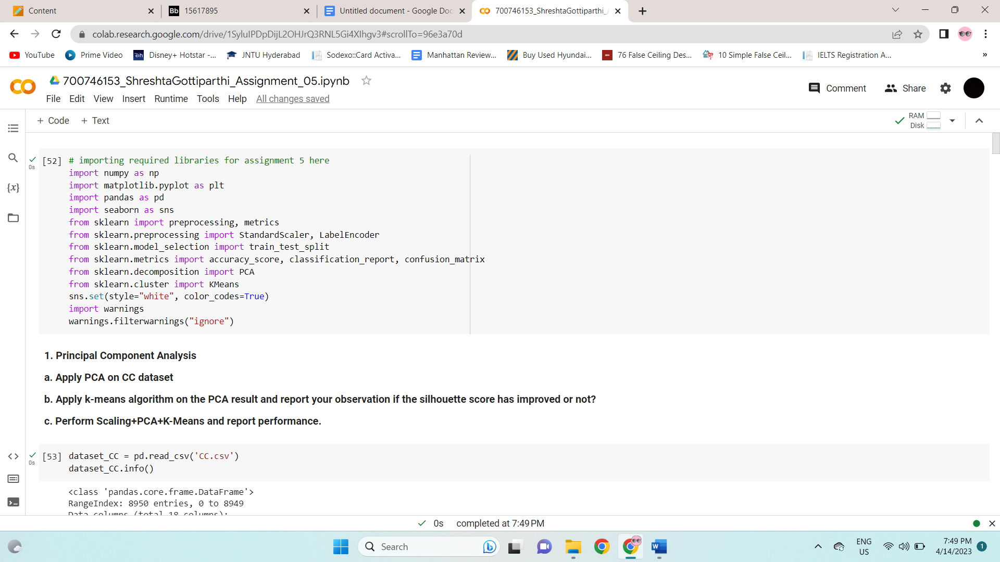 Content
Bb 15617895
Untitled document - Google Doc
700746153_ShreshtaGottiparthi_A
colab.research.google.com/drive/1SyluIPDpDijL2OHJrQ3RNL5Gi4XIhgv3#scrollTo=96e3a70d
YouTube Prime Video Disney+ Hotstar -... JNTU Hyderabad Sodexo::Card Activa... Manhattan Review... Buy Used Hyundai... 76 False Ceiling Des... 10 Simple False Ceil... IELTS Registration A... »
700746153_ShreshtaGottiparthi_Assignment_05.ipynb
File Edit View Insert Runtime Tools Help All changes saved
Comment Share
+ Code + Text
RAM
Disk
[52] # importing required libraries for assignment 5 here
0s
import numpy as np
import matplotlib.pyplot as plt
import pandas as pd
import seaborn as sns
from sklearn import preprocessing, metrics
from sklearn.preprocessing import StandardScaler, LabelEncoder
from sklearn.model_selection import train_test_split
from sklearn.metrics import accuracy_score, classification_report, confusion_matrix
from sklearn.decomposition import PCA
from sklearn.cluster import KMeans
sns.set(style="white", color_codes=True)
import warnings
warnings.filterwarnings("ignore")
1. Principal Component Analysis
a. Apply PCA on CC dataset
b. Apply k-means algorithm on the PCA result and report your observation if the silhouette score has improved or not?
c. Perform Scaling+PCA+K-Means and report performance.
[53] dataset_CC = pd.read_csv('CC.csv')
0s
dataset_CC.info()
<class 'pandas.core.frame.DataFrame'>
RangeIndex: 8950 entries, 0 to 8949
Data columns (total 18 columns):
0s completed at 7:49 PM
Search
ENG
US
7:49 PM
4/14/2023
1